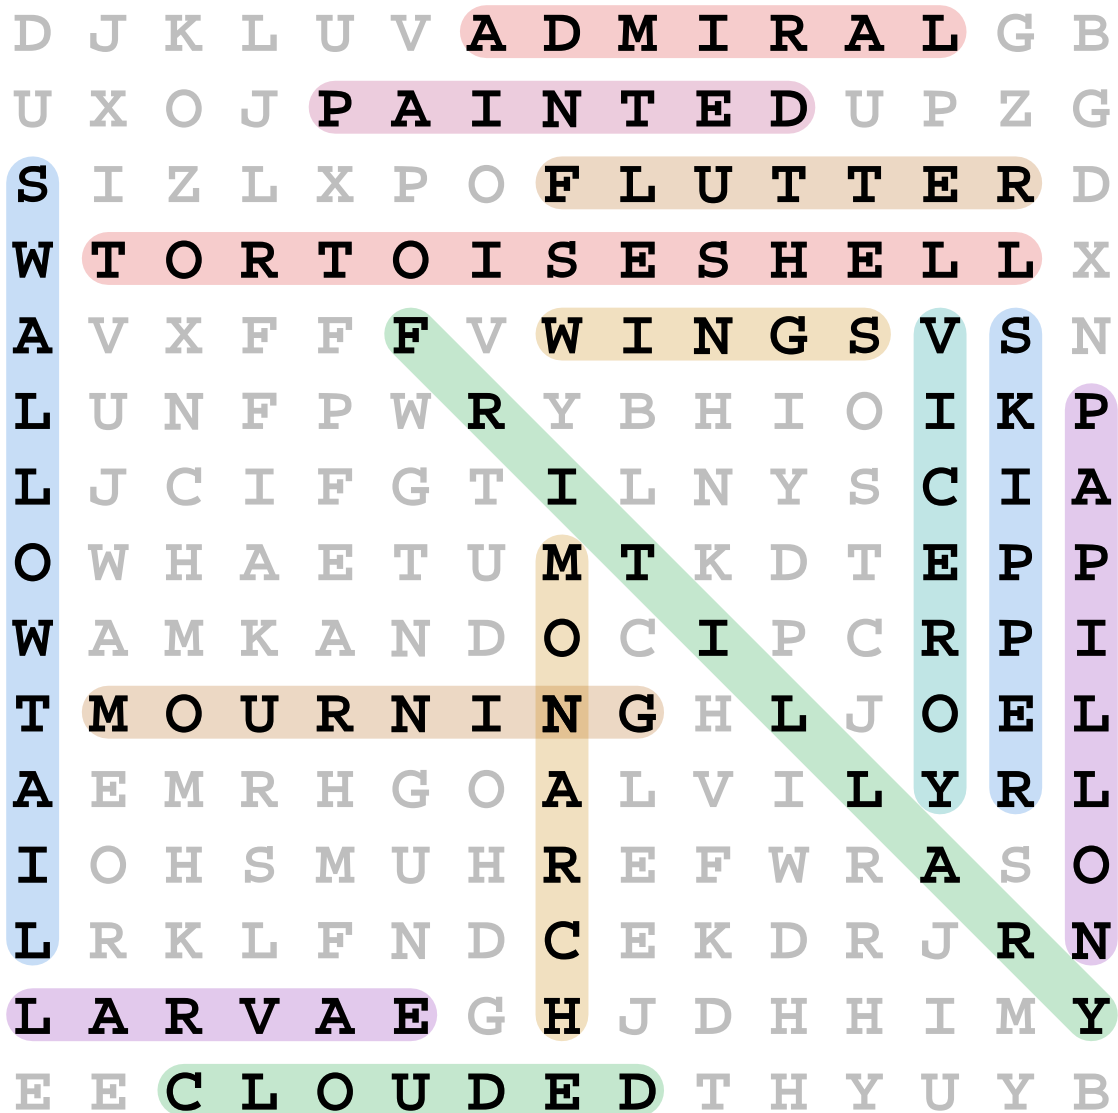 D J K L U V A D M I R A L G B
U X O J P A I N T E D U P Z G
S I Z L X P O F L U T T E R D
W T O R T O I S E S H E L L X
A V X F F F V W I N G S V S N
L U N F P W R Y B H I O I K P
L J C I F G T I L N Y S C I A
O W H A E T U M T K D T E P P
W A M K A N D O C I P C R P I
T M O U R N I N G H L J O E L
A E M R H G O A L V I L Y R L
I O H S M U H R E F W R A S O
L R K L F N D C E K D R J R N
L A R V A E G H J D H H I M Y
E E C L O U D E D T H Y U Y B